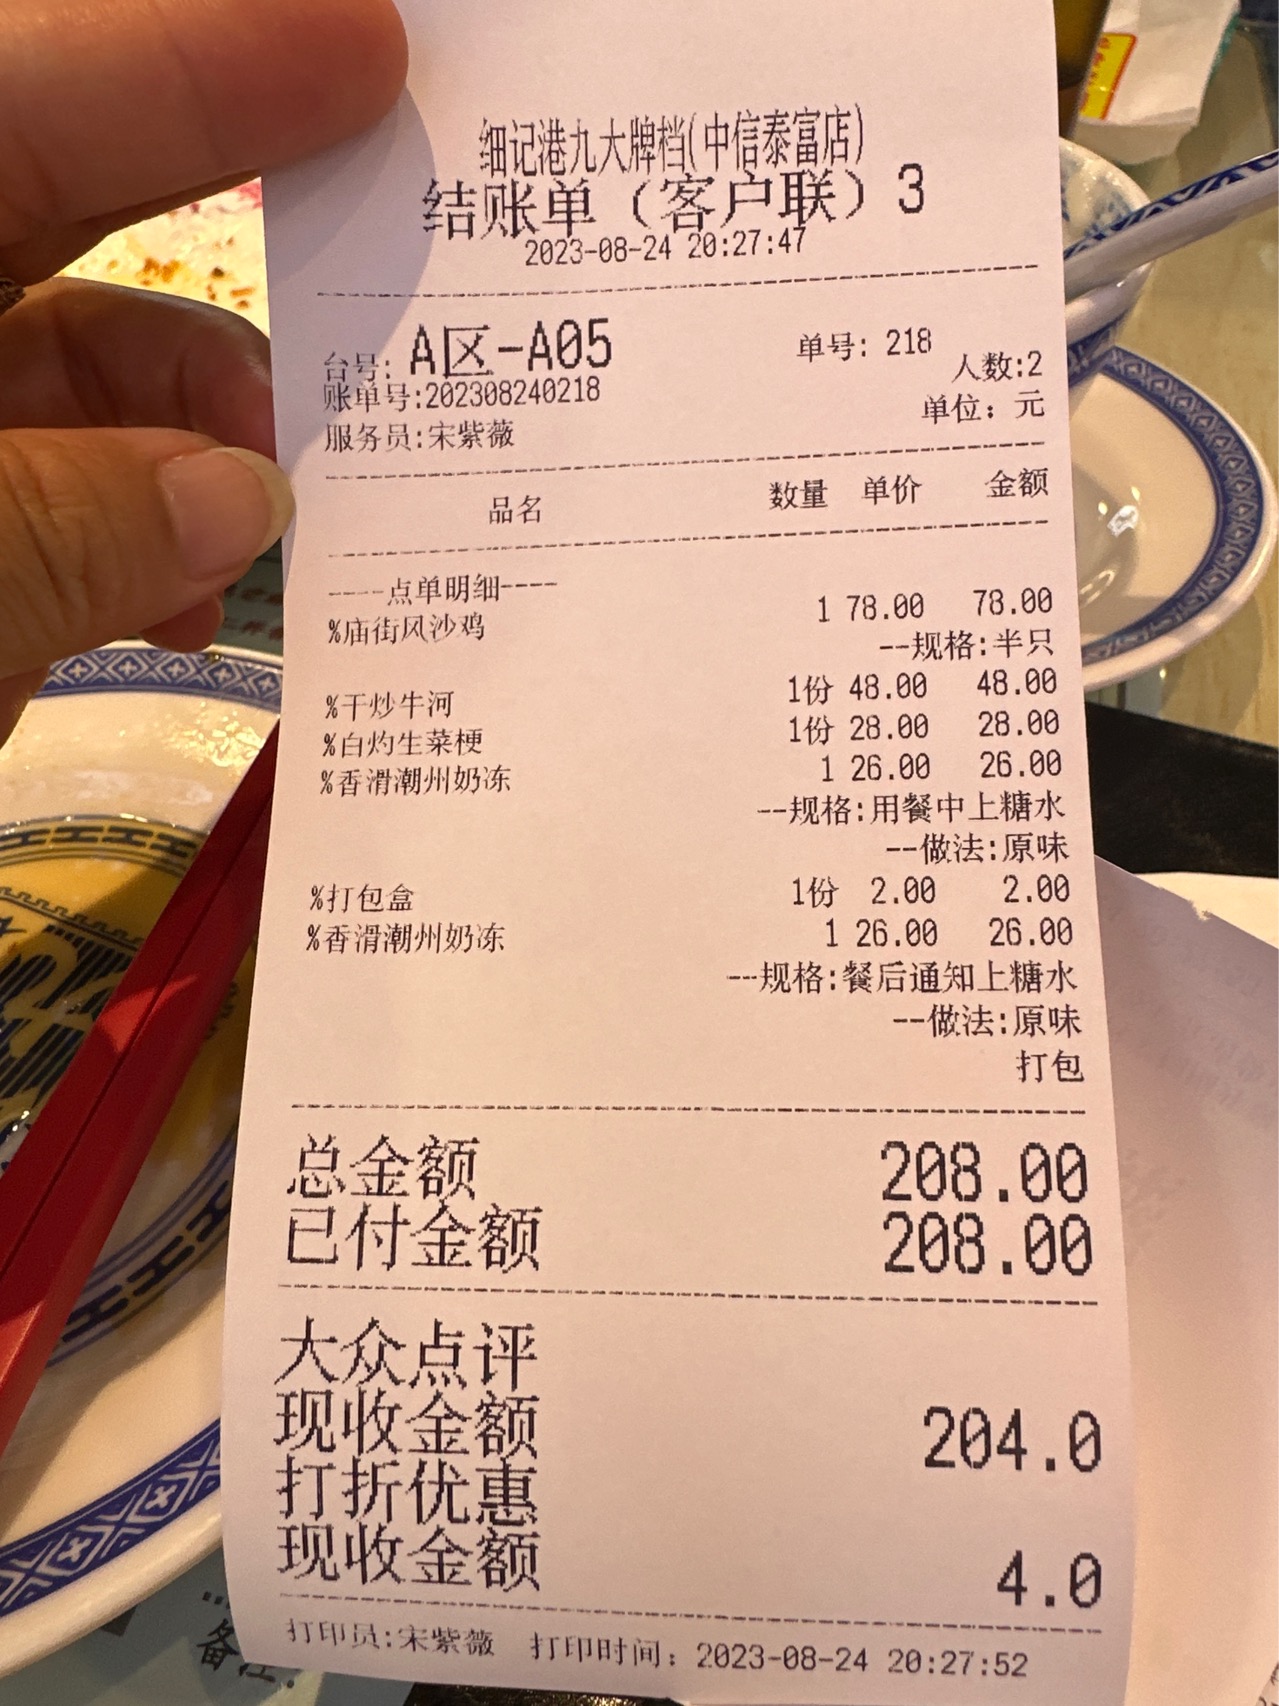 细记港九大牌档(中信泰富店)
结账单（客户联）3
2023-08-24 20:27:47
台号: A区-A05 单号: 218
账单号:202308240218 人数:2
服务员:宋紫薇 单位: 元
品名 数量 单价 金额
----点单明细----
%庙街风沙鸡 1 78.00 78.00
--规格:半只
%干炒牛河 1份 48.00 48.00
%白灼生菜梗 1份 28.00 28.00
%香滑潮州奶冻 1 26.00 26.00
--规格:用餐中上糖水
--做法:原味
%打包盒 1份 2.00 2.00
%香滑潮州奶冻 1 26.00 26.00
--规格:餐后通知上糖水
--做法:原味
打包
总金额 208.00
已付金额 208.00
大众点评
现收金额 204.0
打折优惠
现收金额 4.0
打印员:宋紫薇 打印时间: 2023-08-24 20:27:52